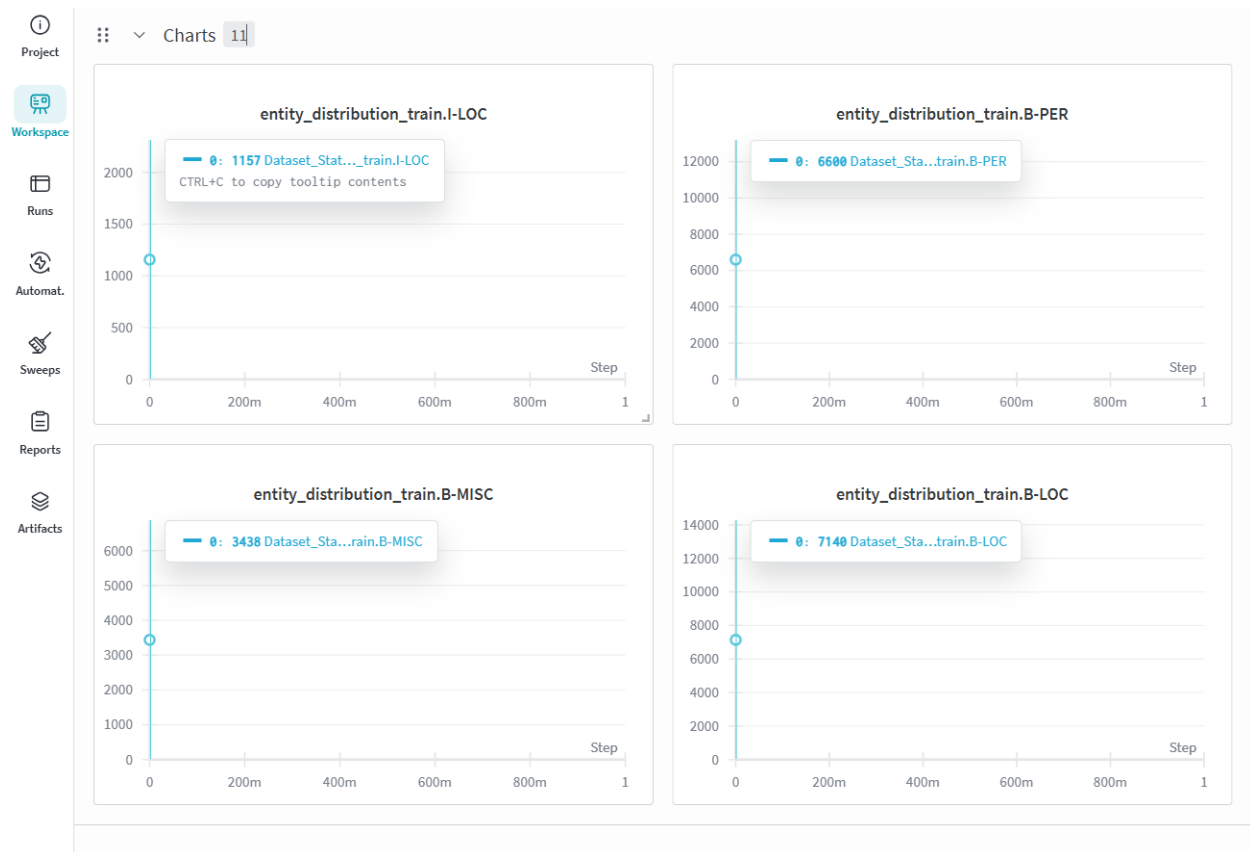 Project
Workspace
Runs
Automat.
Sweeps
Reports
Artifacts
Charts 11
entity_distribution_train.I-LOC
0: 1157 Dataset_Stat..._train.I-LOC
CTRL+C to copy tooltip contents
2000
1500
1000
500
0
Step
0 200m 400m 600m 800m 1
entity_distribution_train.B-PER
0: 6600 Dataset_Sta...train.B-PER
12000
10000
8000
6000
4000
2000
0
Step
0 200m 400m 600m 800m 1
entity_distribution_train.B-MISC
0: 3438 Dataset_Sta...rain.B-MISC
6000
5000
4000
3000
2000
1000
0
Step
0 200m 400m 600m 800m 1
entity_distribution_train.B-LOC
0: 7140 Dataset_Sta...train.B-LOC
14000
12000
10000
8000
6000
4000
2000
0
Step
0 200m 400m 600m 800m 1